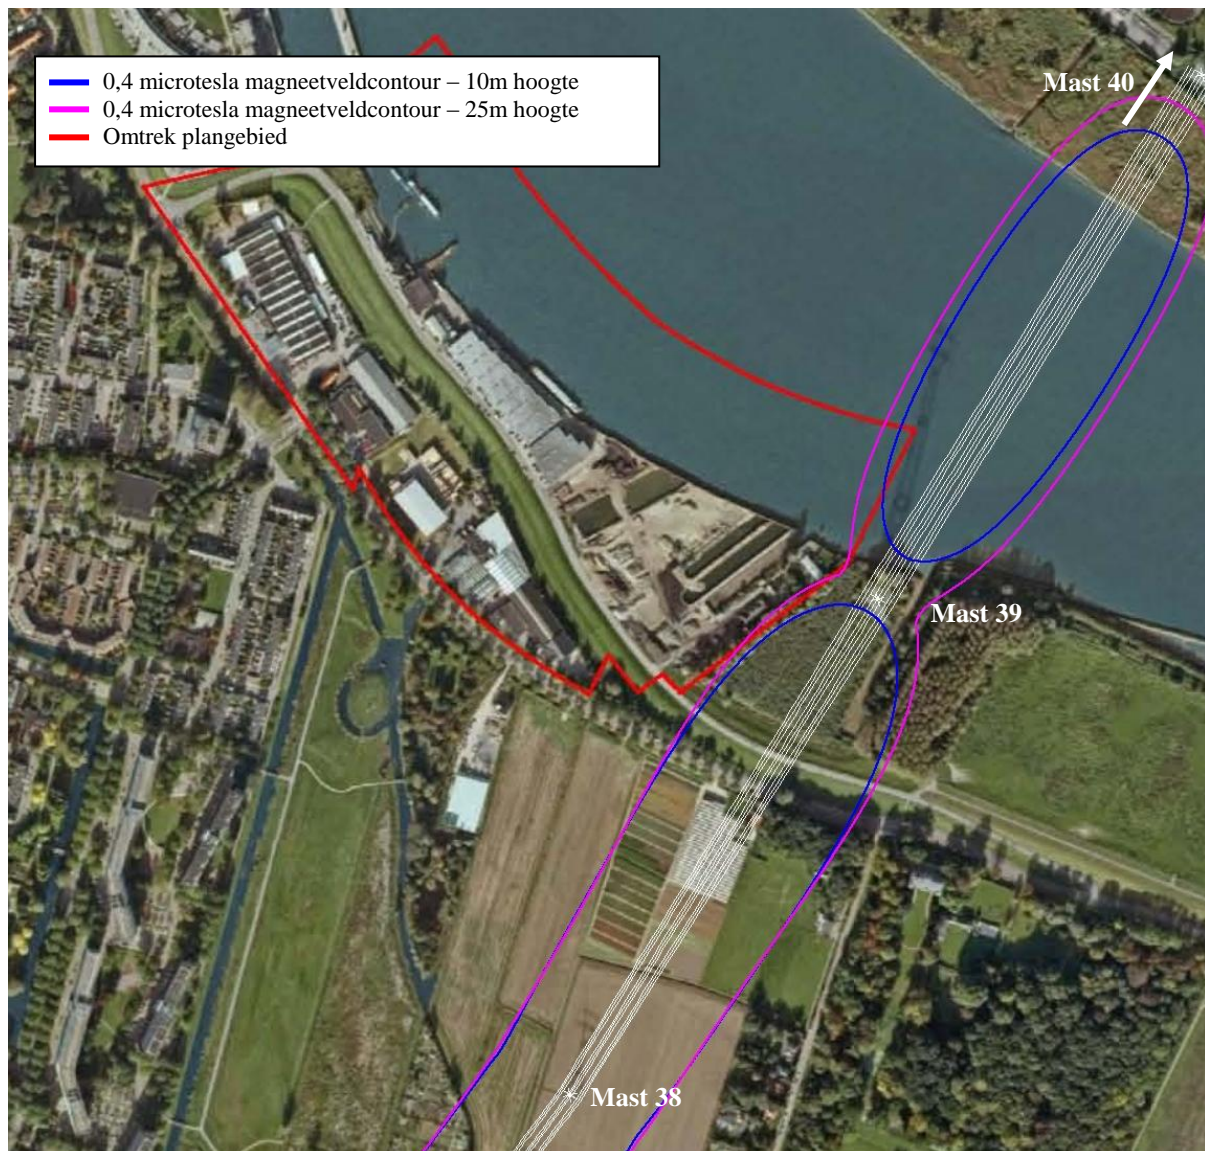 0,4 microtesla magneetveldcontour – 10m hoogte
0,4 microtesla magneetveldcontour – 25m hoogte
Omtrek plangebied
Mast 40
Mast 39
Mast 38